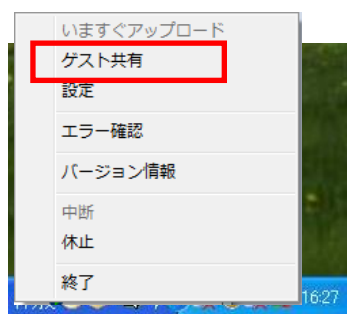 いますぐアップロード
ゲスト共有
設定
エラー確認
バージョン情報
中断
休止
終了
16:27